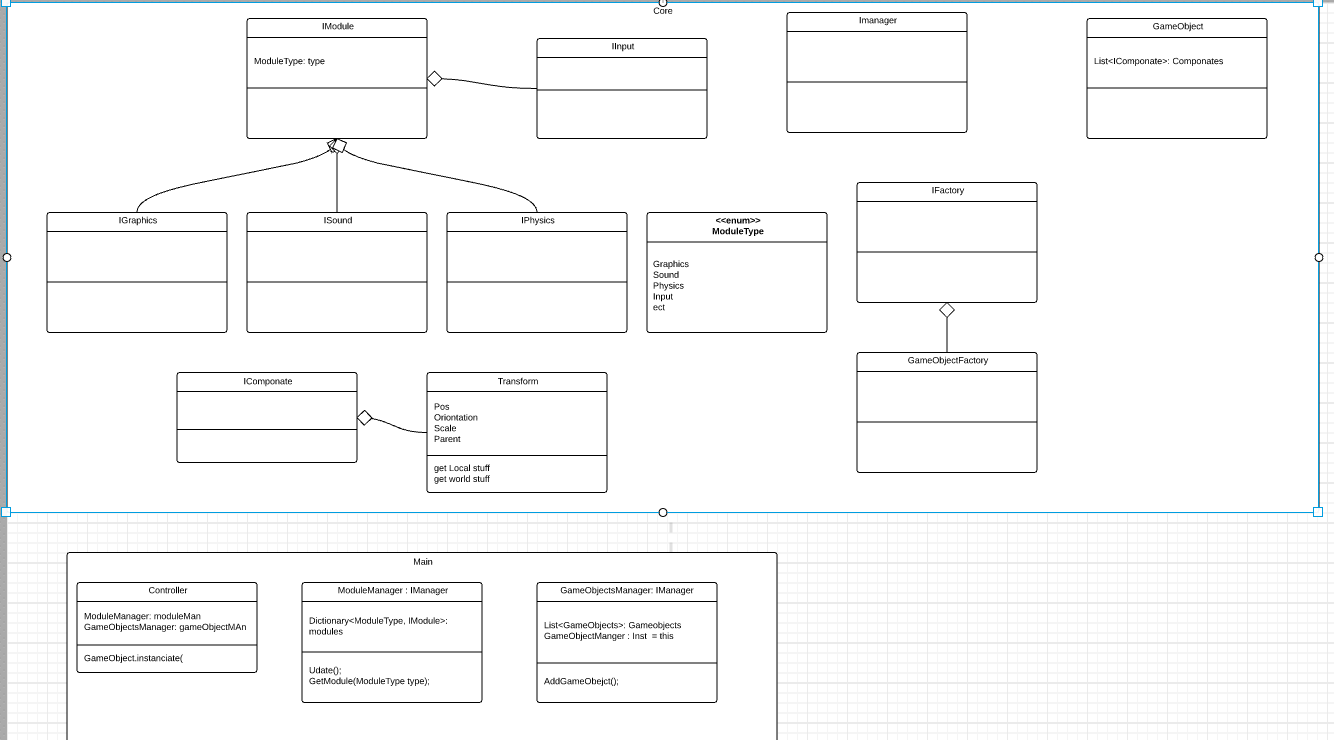 Core
IModule
ModuleType: type
IInput
Imanager
GameObject
List<IComponate>: Componates
IGraphics
ISound
IPhysics
<<enum>>
ModuleType
Graphics
Sound
Physics
Input
ect
IFactory
GameObjectFactory
IComponate
Transform
Pos
Oriontation
Scale
Parent
get Local stuff
get world stuff
Main
Controller
ModuleManager: moduleMan
GameObjectsManager: gameObjectMAn
GameObject.instanciate(
ModuleManager : IManager
Dictionary<ModuleType, IModule>:
modules
Udate();
GetModule(ModuleType type);
GameObjectsManager: IManager
List<GameObjects>: Gameobjects
GameObjectManger : Inst  = this
AddGameObejct();